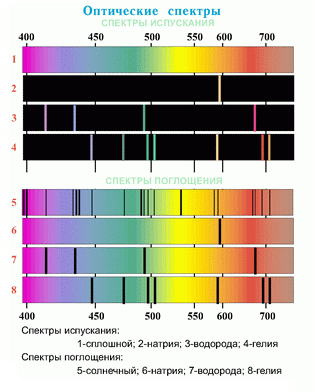 Оптические спектры
СПЕКТРЫ ИСПУСКАНИЯ
400 450 500 600 700
1
2
3
4
СПЕКТРЫ ПОГЛОЩЕНИЯ
5
6
7
8
400 450 500 600 700
Спектры испускания:
1-сплошной; 2-натрия; 3-водорода; 4-гелия
Спектры поглощения:
5-солнечный; 6-натрия; 7-водорода; 8-гелия